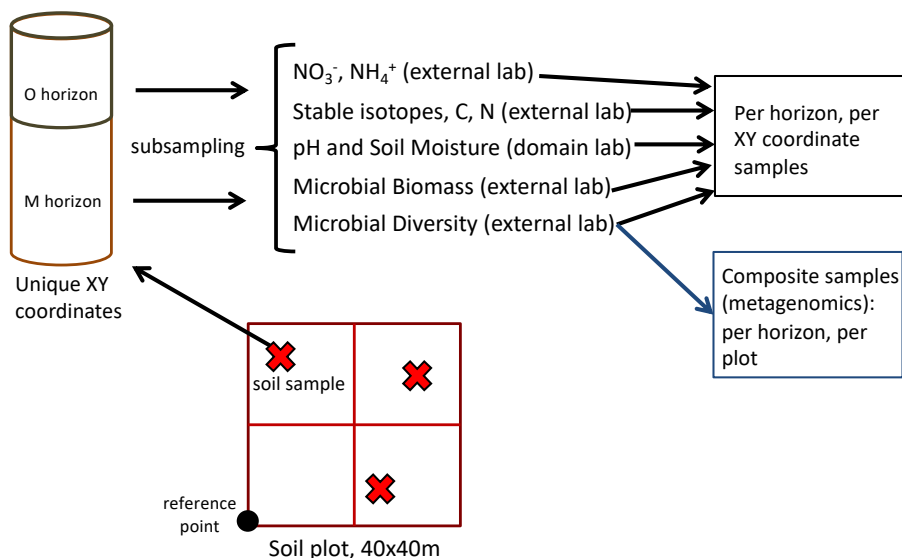 O horizon
M horizon
Unique XY
coordinates
subsampling
NO₃⁻, NH₄⁺ (external lab)
Stable isotopes, C, N (external lab)
pH and Soil Moisture (domain lab)
Microbial Biomass (external lab)
Microbial Diversity (external lab)
Per horizon, per
XY coordinate
samples
Composite samples
(metagenomics):
per horizon, per
plot
soil sample
reference
point
Soil plot, 40x40m